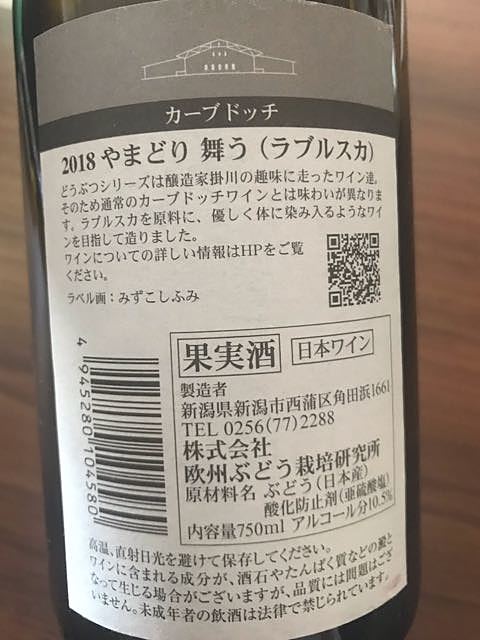 カーブドッチ
2018 やまどり 舞う（ラブルスカ）
どうぶつシリーズは醸造家掛川の趣味に走ったワイン達。
そのため通常のカーブドッチワインとは味わいが異なりま
す。ラブルスカを原料に、優しく体に染み入るようなワイ
ンを目指して造りました。
ワインについての詳しい情報はHPをご覧
ください。
ラベル画：みずこしふみ
4945280104580
果実酒 日本ワイン
製造者
新潟県新潟市西蒲区角田浜1661
TEL 0256(77)2288
株式会社
欧州ぶどう栽培研究所
原材料名 ぶどう（日本産）
酸化防止剤（亜硫酸塩）
内容量750ml アルコール分10.5%
高温、直射日光を避けて保存してください。
ワインに含まれる成分が、酒石やたんぱく質などの澱と
なって生じる場合がございますが、品質には問題はござ
いません。未成年者の飲酒は法律で禁じられています。